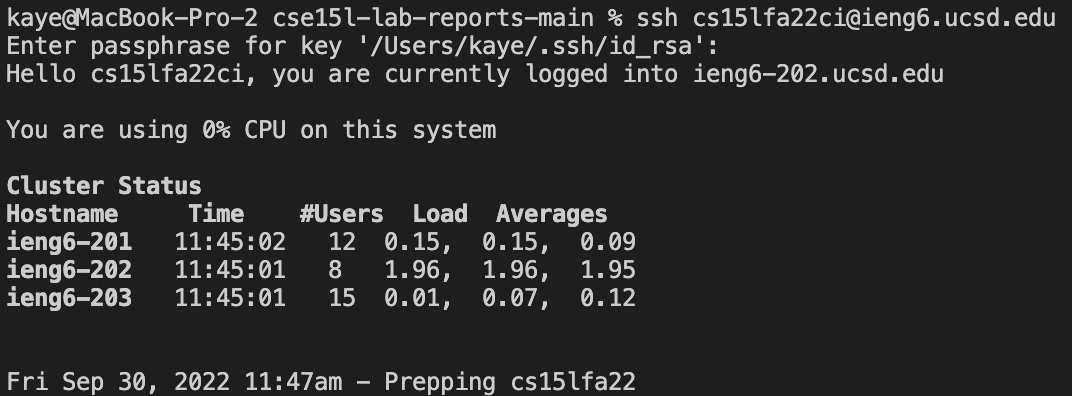 kaye@MacBook-Pro-2 cse15l-lab-reports-main % ssh cs15lfa22ci@ieng6.ucsd.edu
Enter passphrase for key '/Users/kaye/.ssh/id_rsa':
Hello cs15lfa22ci, you are currently logged into ieng6-202.ucsd.edu
You are using 0% CPU on this system
Cluster Status
Hostname     Time    #Users  Load  Averages
ieng6-201   11:45:02   12  0.15,  0.15,  0.09
ieng6-202   11:45:01   8   1.96,  1.96,  1.95
ieng6-203   11:45:01   15  0.01,  0.07,  0.12
Fri Sep 30, 2022 11:47am - Prepping cs15lfa22